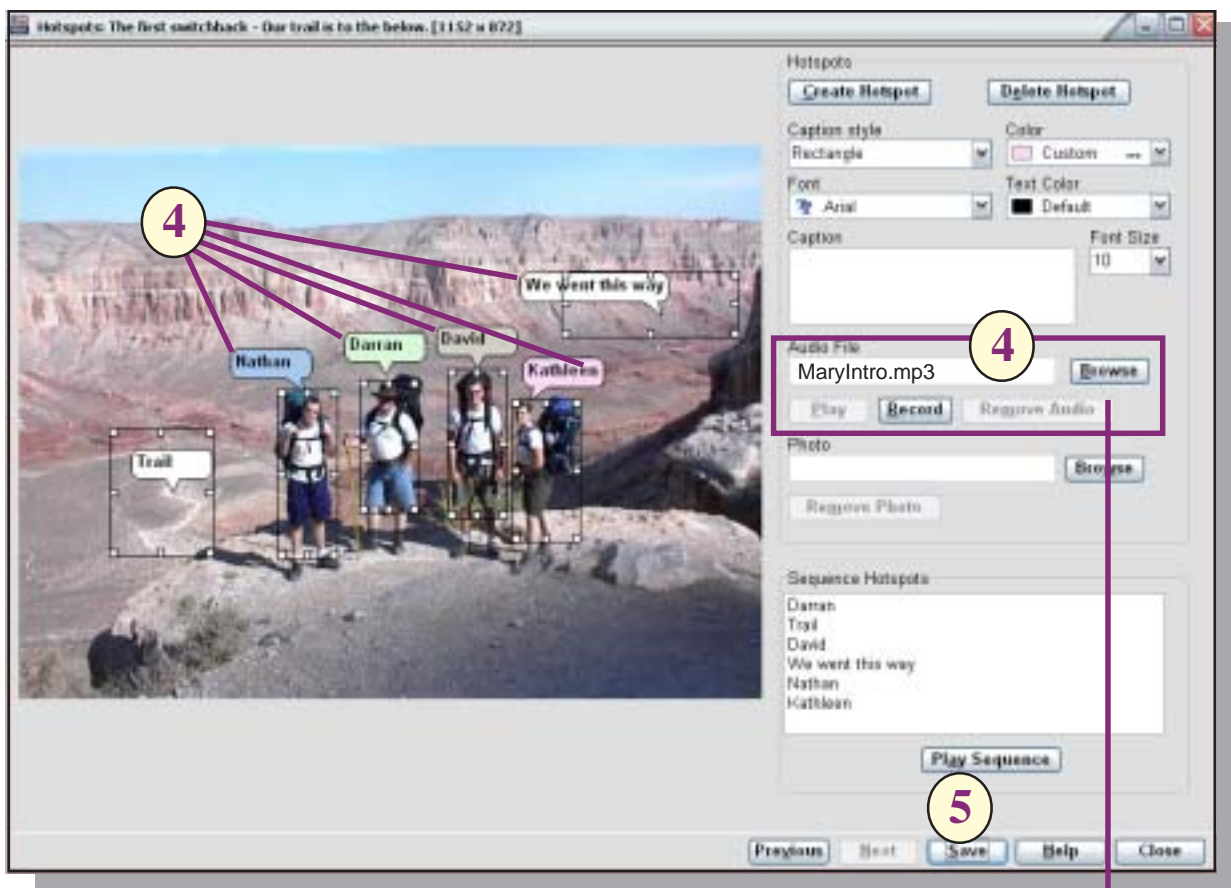 Hotspots: The first switchback - Our trail is to the below. [1152 x 872]
Hotspots
Create Hotspot Delete Hotspot
Caption style Color
Rectangle Custom
Font Text Color
Arial Default
Caption Font Size
10
4
We went this way
Darran
David
Nathan
Kathleen
Trail
Audio File
4
MaryIntro.mp3 Browse
Play Record Remove Audio
Photo
Browse
Remove Photo
Sequence Hotspots
Darran
Trail
David
We went this way
Nathan
Kathleen
Play Sequence
5
Previous Next Save Help Close